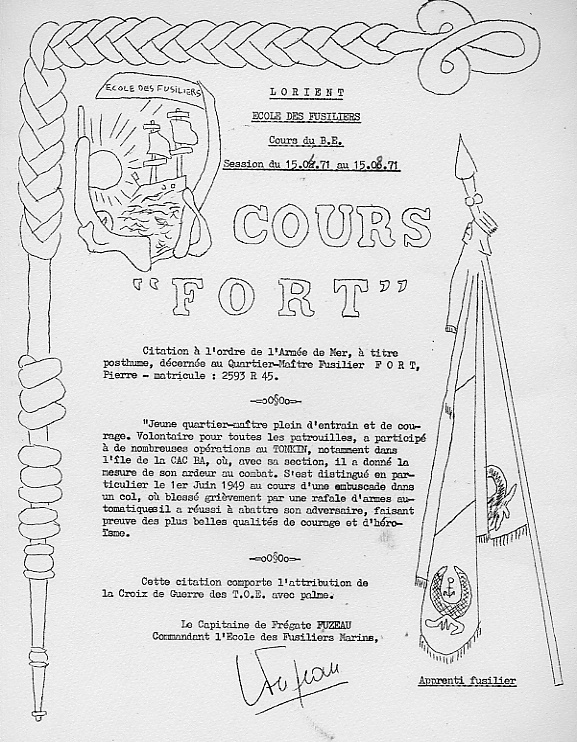 ECOLE DES FUSILIERS
LORIENT
ECOLE DES FUSILIERS
Cours du B.E.
Session du 15.04.71 au 15.08.71
COURS
"FORT"
Citation à l'ordre de l'Armée de Mer, à titre
posthume, décernée au Quartier-Maître Fusilier F O R T,
Pierre - matricule : 2593 R 45.
"Jeune quartier-maître plein d'entrain et de cou-
rage. Volontaire pour toutes les patrouilles, a participé
à de nombreuses opérations au TONKIN, notamment dans
l'île de la CAC BA, où, avec sa section, il a donné la
mesure de son ardeur au combat. S'est distingué en par-
ticulier le 1er Juin 1949 au cours d'une embuscade dans
un col, où blessé grièvement par une rafale d'armes au-
tomatiquesil a réussi à abattre son adversaire, faisant
preuve des plus belles qualités de courage et d'héro-
ïsme.
Cette citation comporte l'attribution de
la Croix de Guerre des T.O.E. avec palme.
Le Capitaine de Frégate FUZEAU
Commandant l'Ecole des Fusiliers Marins,
Apprenti fusilier